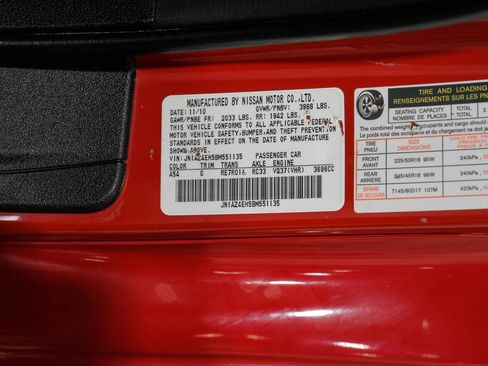 MANUFACTURED BY NISSAN MOTOR CO.,LTD.
DATE: 11/10 GVWR/PNBV: 3968 LBS.
GAWR/PNBE FR: 2033 LBS. RR: 1942 LBS.
THIS VEHICLE CONFORMS TO ALL APPLICABLE FEDERAL
MOTOR VEHICLE SAFETY,BUMPER,AND THEFT PREVENTION
STANDARDS IN EFFECT ON THE DATE OF MANUFACTURE
SHOWN ABOVE.
VIN: JN1AZ4EH5BM551135 PASSENGER CAR
COLOR TRIM TRANS AXLE ENGINE
A54 G RE7R01A RC33 VQ37(VHR) 3696CC
JN1AZ4EH5BM551135
TIRE AND LOADING
RENSEIGNEMENTS SUR LES PN
SEATING CAPACITY TOTAL
NOMBRE DE PLACES TOTAL 2
The combined weight occupants and cargo should
Le poids total des occupants et du chargement ne doit
TIRE SIZE
PNEU DIMENSIONS
FRONT
AVANT 225/50R18 95W 240kPa,
REAR
ARRIÈRE 245/45R18 96W 240kPa,
SPARE
DE SECOURS T145/80D17 107M 420kPa,